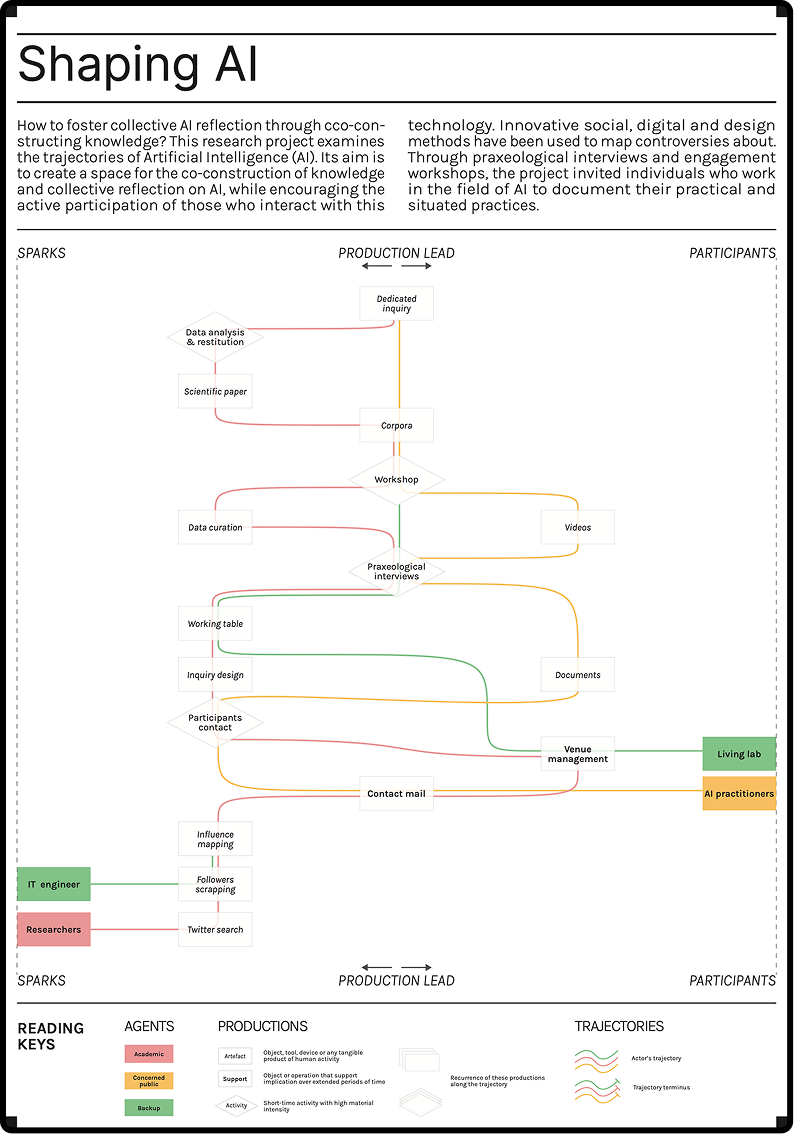 Shaping AI
How to foster collective AI reflection through cco-con-
structing knowledge? This research project examines
the trajectories of Artificial Intelligence (AI). Its aim is
to create a space for the co-construction of knowledge
and collective reflection on AI, while encouraging the
active participation of those who interact with this
technology. Innovative social, digital and design
methods have been used to map controversies about.
Through praxeological interviews and engagement
workshops, the project invited individuals who work
in the field of AI to document their practical and
situated practices.
SPARKS
PRODUCTION LEAD
PARTICIPANTS
Dedicated
inquiry
Data analysis
& restitution
Scientific paper
Corpora
Workshop
Data curation
Videos
Praxeological
interviews
Working table
Inquiry design
Documents
Participants
contact
Venue
management
Living lab
Contact mail
AI practitioners
Influence
mapping
IT engineer
Followers
scrapping
Researchers
Twitter search
SPARKS
PRODUCTION LEAD
PARTICIPANTS
READING
KEYS
AGENTS
Academic
Concerned
public
Backup
PRODUCTIONS
Artefact
Object, tool, device or any tangible
product of human activity
Support
Object or operation that support
implication over extended periods of time
Activity
Short-time activity with high material
intensity
Recurrence of these productions
along the trajectory
TRAJECTORIES
Actor's trajectory
Trajectory terminus